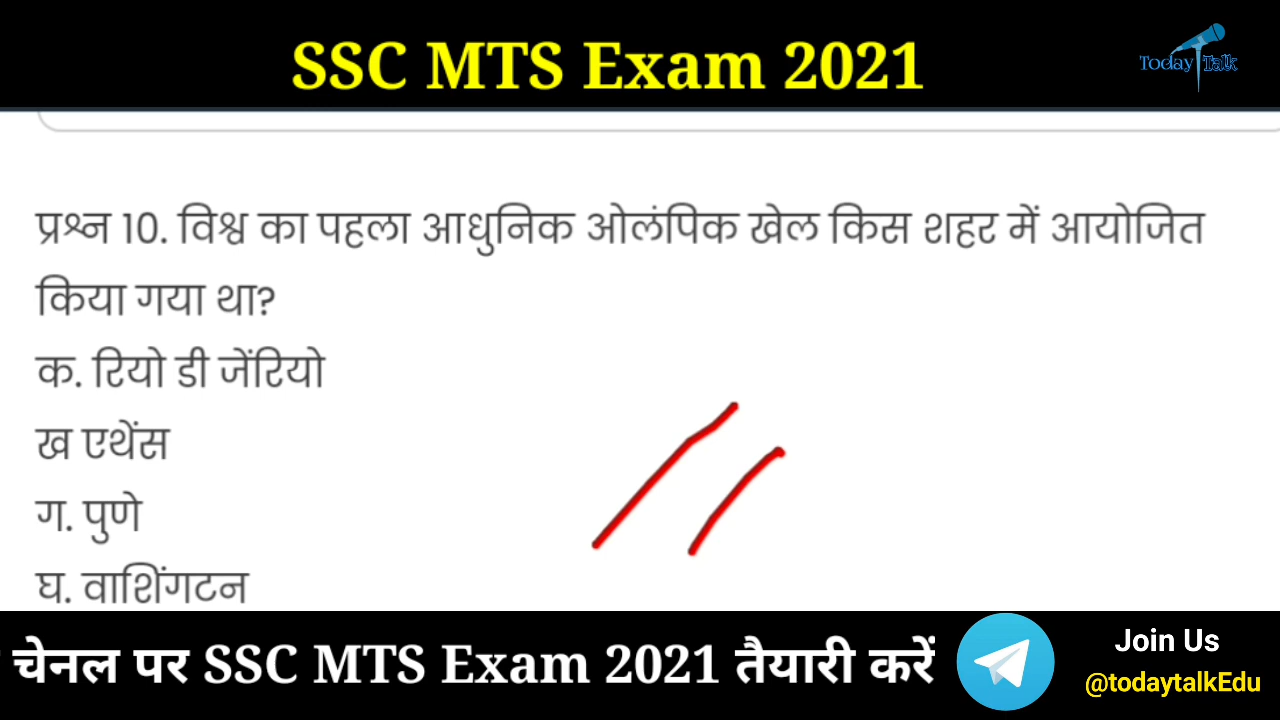 SSC MTS Exam 2021
Today Talk
प्रश्न 10. विश्व का पहला आधुनिक ओलंपिक खेल किस शहर में आयोजित
किया गया था?
क. रियो डी जेंरियो
ख एथेंस
ग. पुणे
घ. वाशिंगटन
चेनल पर SSC MTS Exam 2021 तैयारी करें
Join Us
@todaytalkEdu